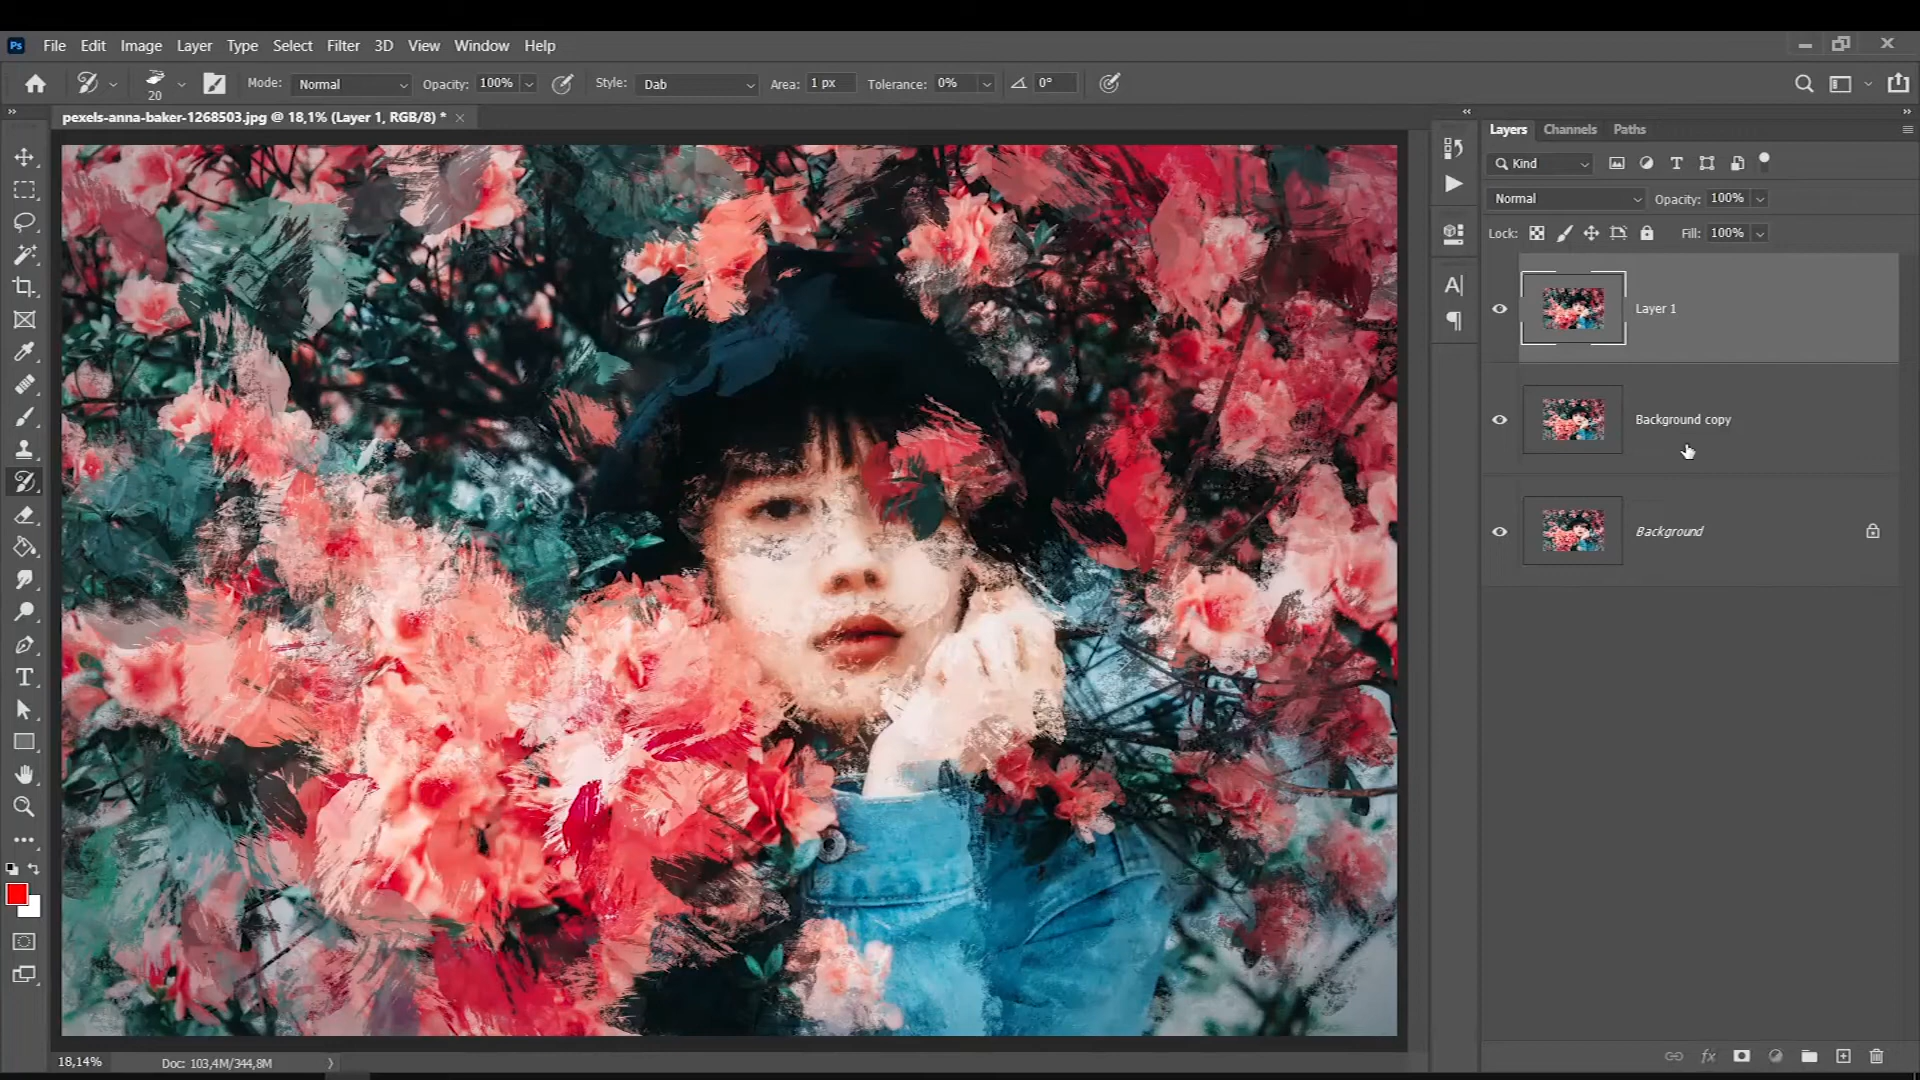 Ps File Edit Image Layer Type Select Filter 3D View Window Help
20 Mode: Normal Opacity: 100% Style: Dab Area: 1 px Tolerance: 0% 0°
pexels-anna-baker-1268503.jpg @ 18,1% (Layer 1, RGB/8) *
Layers Channels Paths
Kind
Normal Opacity: 100%
Lock: Fill: 100%
Layer 1
Background copy
Background
18,14% Doc: 103,4M/344,8M